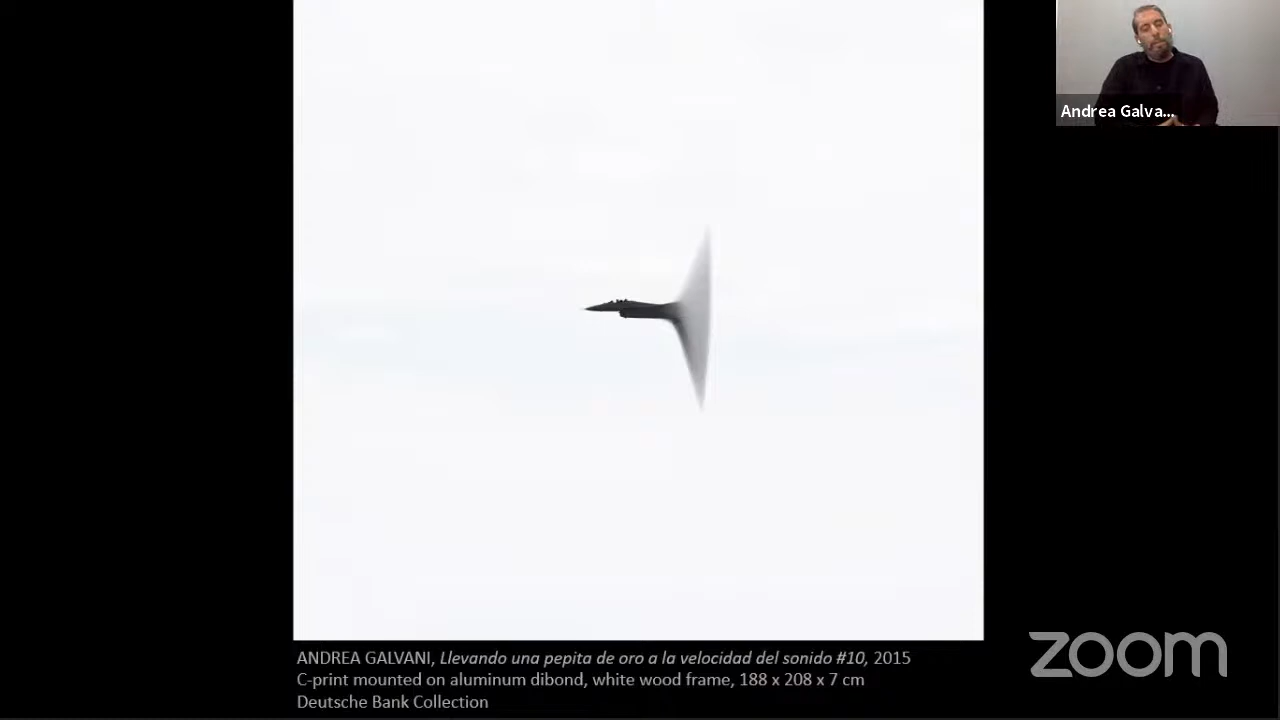 Andrea Galva...
ANDREA GALVANI, Llevando una pepita de oro a la velocidad del sonido #10, 2015
C-print mounted on aluminum dibond, white wood frame, 188 x 208 x 7 cm
Deutsche Bank Collection
zoom